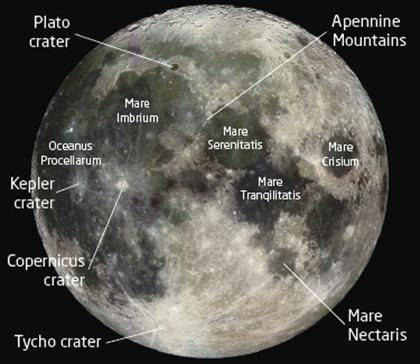 Plato
crater
Apennine
Mountains
Mare
Imbrium
Mare
Serenitatis
Oceanus
Procellarum
Mare
Crisium
Kepler
crater
Mare
Tranqilitatis
Copernicus
crater
Mare
Nectaris
Tycho crater